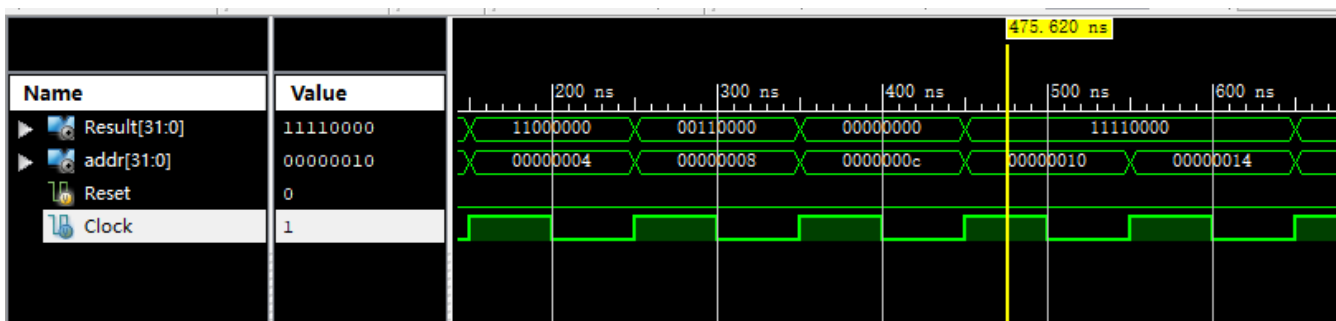 475.620 ns
Name Value
200 ns 300 ns 400 ns 500 ns 600 ns
Result[31:0] 11110000 11000000 00110000 00000000 11110000
addr[31:0] 00000010 00000004 00000008 0000000c 00000010 00000014
Reset 0
Clock 1